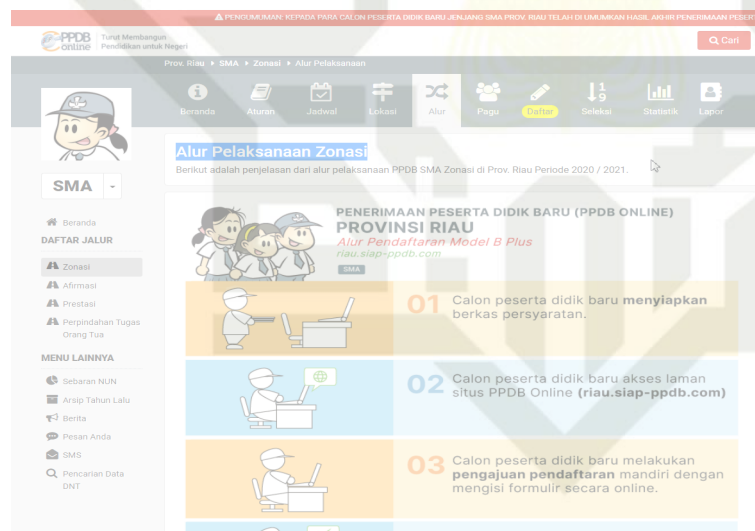 PENGUMUMAN: KEPADA PARA CALON PESERTA DIDIK BARU JENJANG SMA PROV. RIAU TELAH DI UMUMKAN HASIL AKHIR PENERIMAAN PESER
PPDB online
Turut Membangun
Pendidikan untuk Negeri
Cari
Prov. Riau SMA Zonasi Alur Pelaksanaan
Beranda Aturan Jadwal Lokasi Alur Pagu Daftar Seleksi Statistik Lapor
SMA
Beranda
DAFTAR JALUR
Zonasi
Afirmasi
Prestasi
Perpindahan Tugas
Orang Tua
MENU LAINNYA
Sebaran NUN
Arsip Tahun Lalu
Berita
Pesan Anda
SMS
Pencarian Data
DNT
Alur Pelaksanaan Zonasi
Berikut adalah penjelasan dari alur pelaksanaan PPDB SMA Zonasi di Prov. Riau Periode 2020 / 2021.
PENERIMAAN PESERTA DIDIK BARU (PPDB ONLINE)
PROVINSI RIAU
Alur Pendaftaran Model B Plus
riau.siap-ppdb.com
SMA
01 Calon peserta didik baru menyiapkan
berkas persyaratan.
02 Calon peserta didik baru akses laman
situs PPDB Online (riau.siap-ppdb.com)
03 Calon peserta didik baru melakukan
pengajuan pendaftaran mandiri dengan
mengisi formulir secara online.